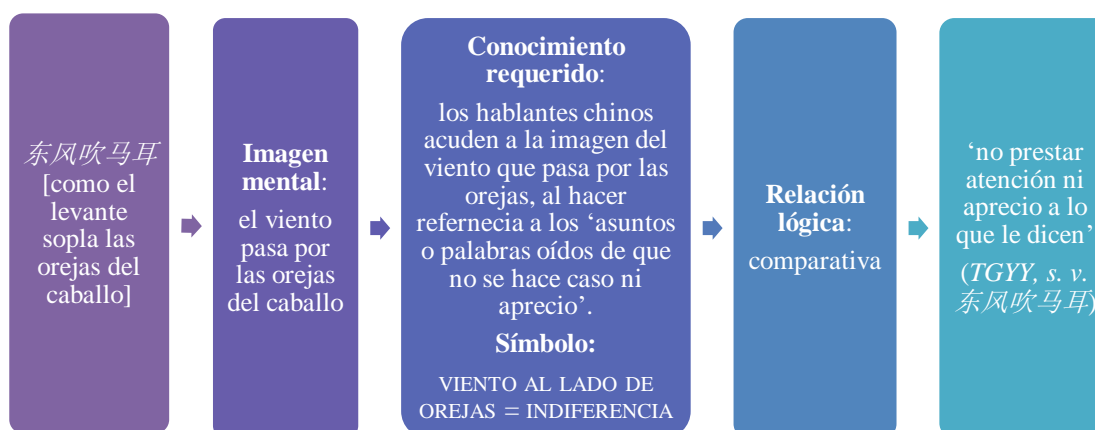 东风吹马耳
[como el
levante
sopla las
orejas del
caballo]
Imagen
mental:
el viento
pasa por
las orejas
del caballo
Conocimiento
requerido:
los hablantes chinos
acuden a la imagen del
viento que pasa por las
orejas, al hacer
refernecia a los ‘asuntos
o palabras oídos de que
no se hace caso ni
aprecio’.
Símbolo:
VIENTO AL LADO DE
OREJAS = INDIFERENCIA
Relación
lógica:
comparativa
‘no prestar
atención ni
aprecio a lo
que le dicen’
(TGYY, s. v.
东风吹马耳)